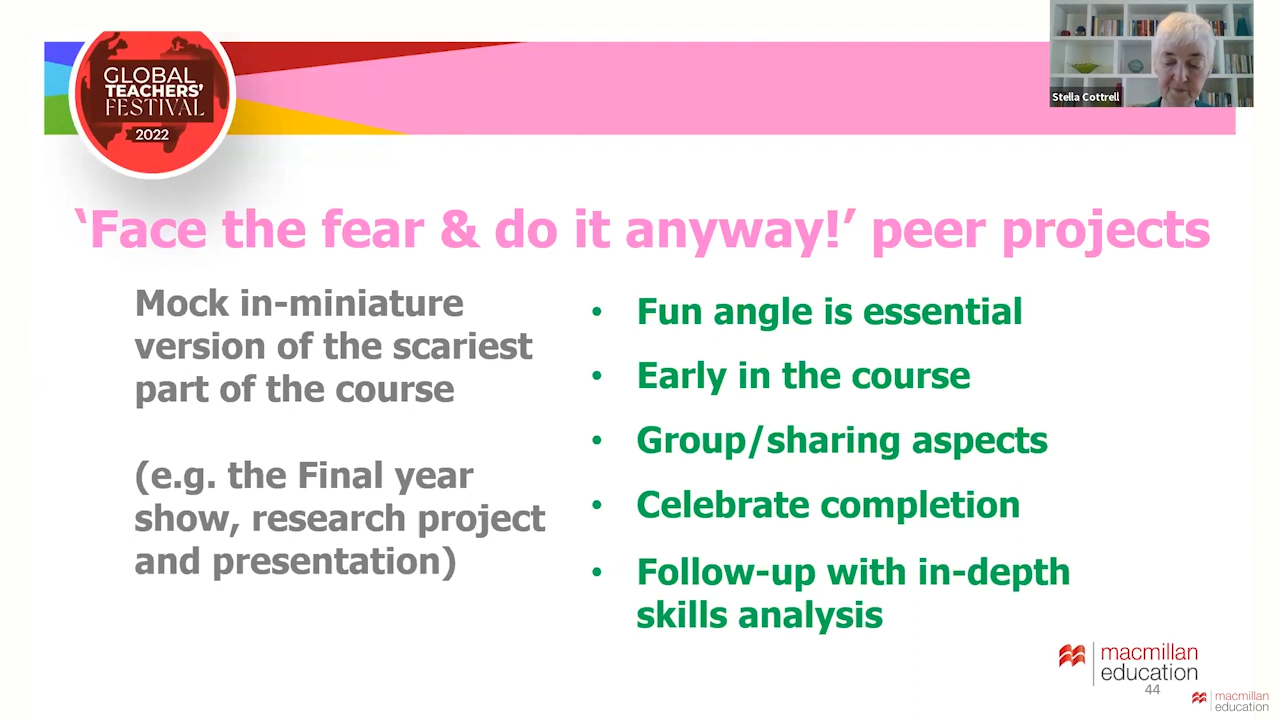 GLOBAL
TEACHERS'
FESTIVAL
2022
Stella Cottrell
‘Face the fear & do it anyway!’ peer projects
Mock in-miniature
version of the scariest
part of the course
(e.g. the Final year
show, research project
and presentation)
• Fun angle is essential
• Early in the course
• Group/sharing aspects
• Celebrate completion
• Follow-up with in-depth
skills analysis
macmillan
education
44
macmillan
education